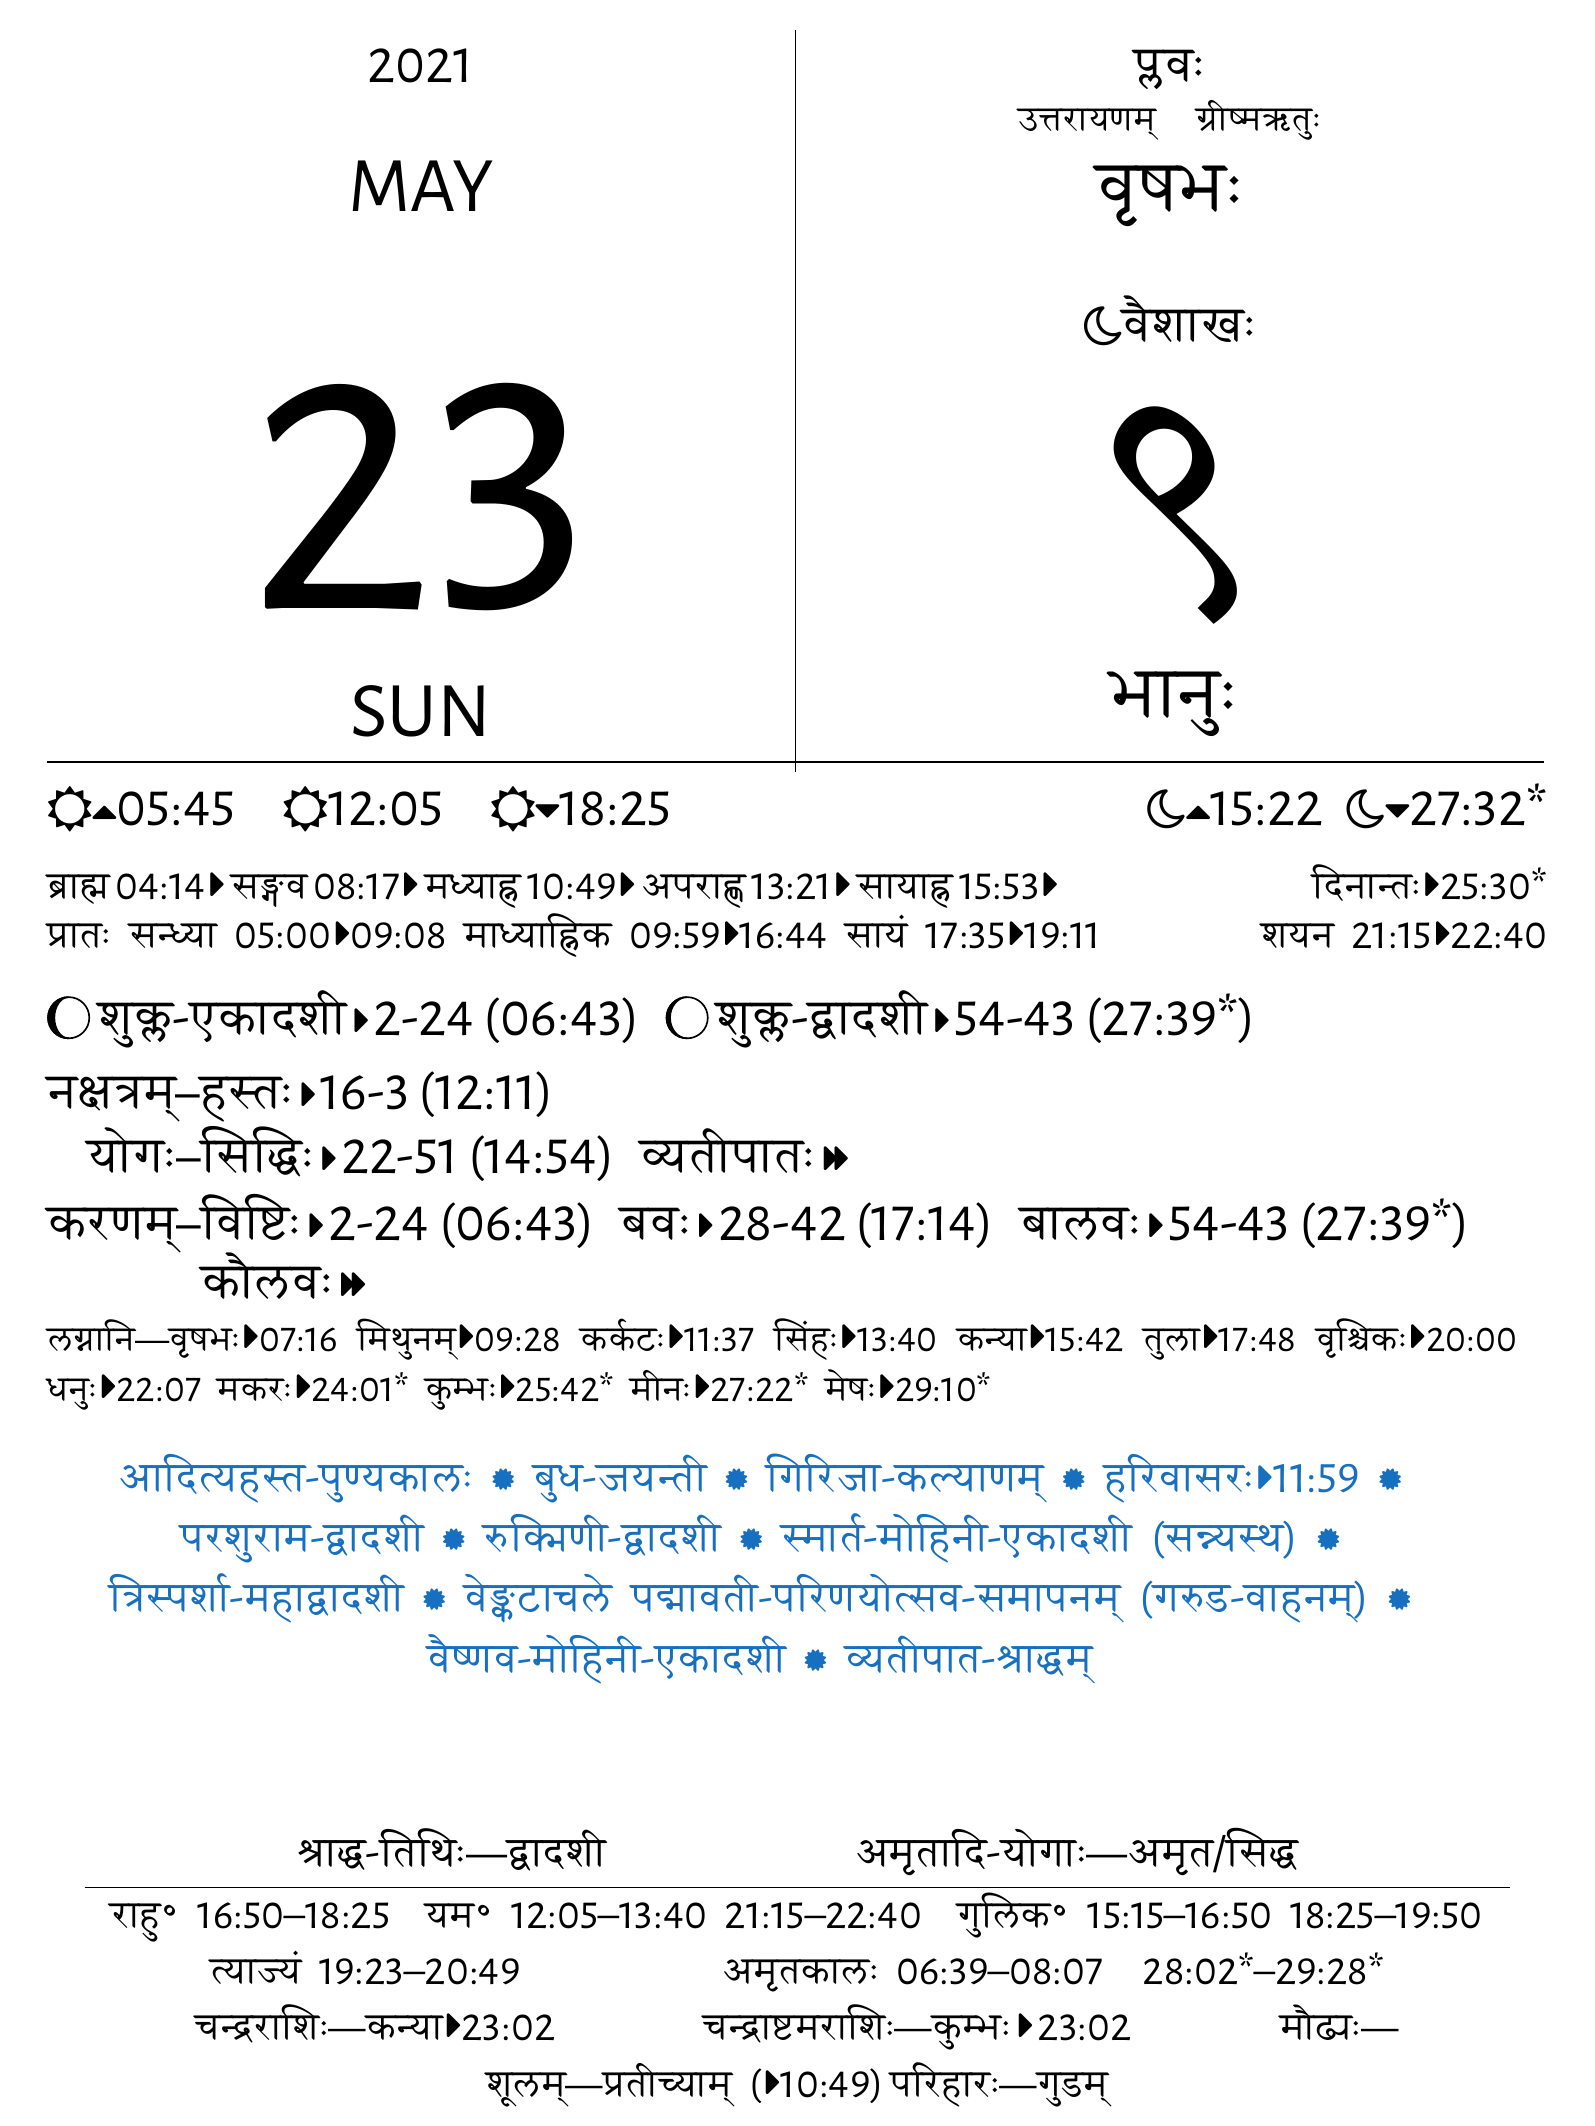 2021
MAY
23
SUN
प्लवः
उत्तरायणम् ग्रीष्मऋतुः
वृषभः
वैशाखः
९
भानुः
05:45 12:05 18:25 15:22 27:32*
ब्राह्म 04:14 सङ्गव 08:17 मध्याह्न 10:49 अपराह्ण 13:21 सायाह्न 15:53 दिनान्तः 25:30*
प्रातः सन्ध्या 05:00 09:08 माध्याह्निक 09:59 16:44 सायं 17:35 19:11 शयन 21:15 22:40
शुक्ल-एकादशी 2-24 (06:43) शुक्ल-द्वादशी 54-43 (27:39*)
नक्षत्रम्–हस्तः 16-3 (12:11)
योगः–सिद्धिः 22-51 (14:54) व्यतीपातः
करणम्–विष्टिः 2-24 (06:43) बवः 28-42 (17:14) बालवः 54-43 (27:39*)
कौलवः
लग्नानि—वृषभः 07:16 मिथुनम् 09:28 कर्कटः 11:37 सिंहः 13:40 कन्या 15:42 तुला 17:48 वृश्चिकः 20:00
धनुः 22:07 मकरः 24:01* कुम्भः 25:42* मीनः 27:22* मेषः 29:10*
आदित्यहस्त-पुण्यकालः ✹ बुध-जयन्ती ✹ गिरिजा-कल्याणम् ✹ हरिवासरः 11:59 ✹
परशुराम-द्वादशी ✹ रुक्मिणी-द्वादशी ✹ स्मार्त-मोहिनी-एकादशी (सन्न्यस्थ) ✹
त्रिस्पर्शा-महाद्वादशी ✹ वेङ्कटाचले पद्मावती-परिणयोत्सव-समापनम् (गरुड-वाहनम्) ✹
वैष्णव-मोहिनी-एकादशी ✹ व्यतीपात-श्राद्धम्
श्राद्ध-तिथिः—द्वादशी अमृतादि-योगाः—अमृत/सिद्ध
राहु॰ 16:50–18:25 यम॰ 12:05–13:40 21:15–22:40 गुलिक॰ 15:15–16:50 18:25–19:50
त्याज्यं 19:23–20:49 अमृतकालः 06:39–08:07 28:02*–29:28*
चन्द्रराशिः—कन्या 23:02 चन्द्राष्टमराशिः—कुम्भः 23:02 मौढ्यः—
शूलम्—प्रतीच्याम् (10:49) परिहारः—गुडम्